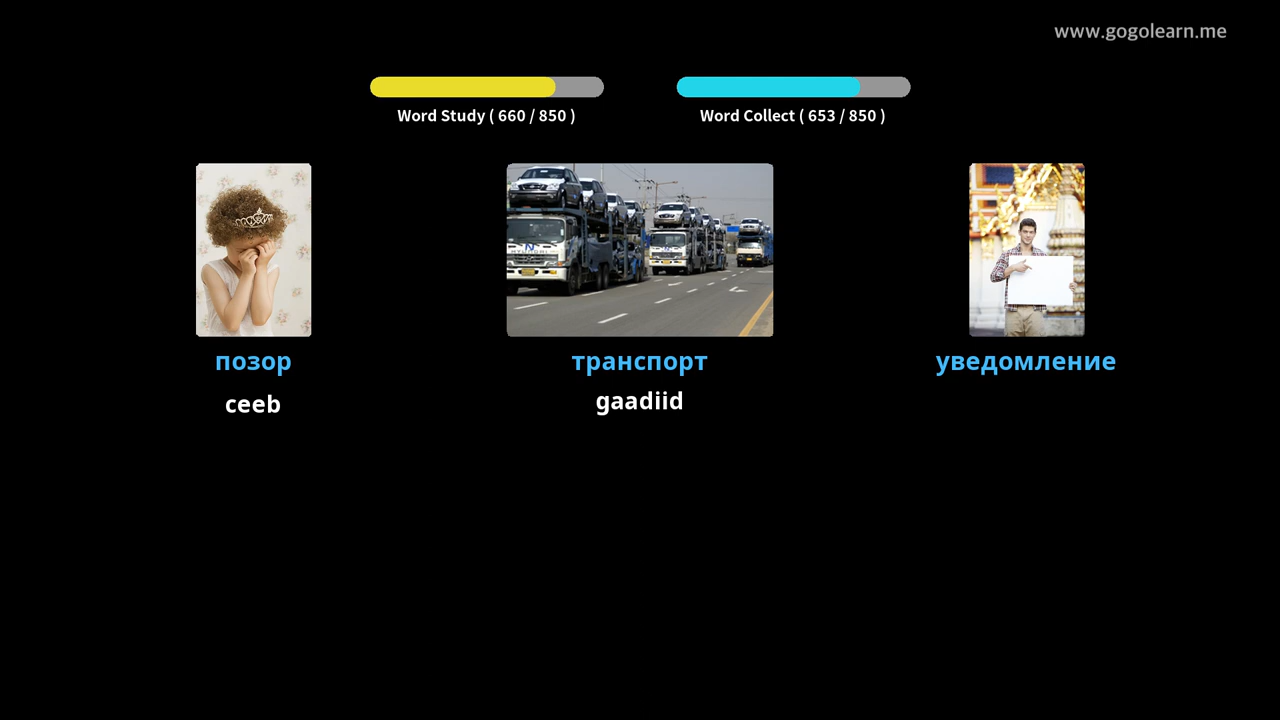 www.gogolearn.me
Word Study ( 660 / 850 )
Word Collect ( 653 / 850 )
позор
транспорт
уведомление
ceeb
gaadiid